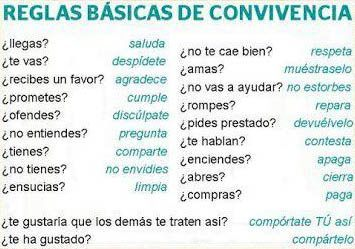 REGLAS BÁSICAS DE CONVIVENCIA
¿llegas? saluda
¿te vas? despídete
¿recibes un favor? agradece
¿prometes? cumple
¿ofendes? discúlpate
¿no entiendes? pregunta
¿tienes? comparte
¿no tienes? no envidies
¿ensucias? limpia
¿no te cae bien? respeta
¿amas? muéstraselo
¿no vas a ayudar? no estorbes
¿rompes? repara
¿pides prestado? devuélvelo
¿te hablan? contesta
¿enciendes? apaga
¿abres? cierra
¿compras? paga
¿te gustaría que los demás te traten asi? compórtate TÚ así
¿te ha gustado? compártelo